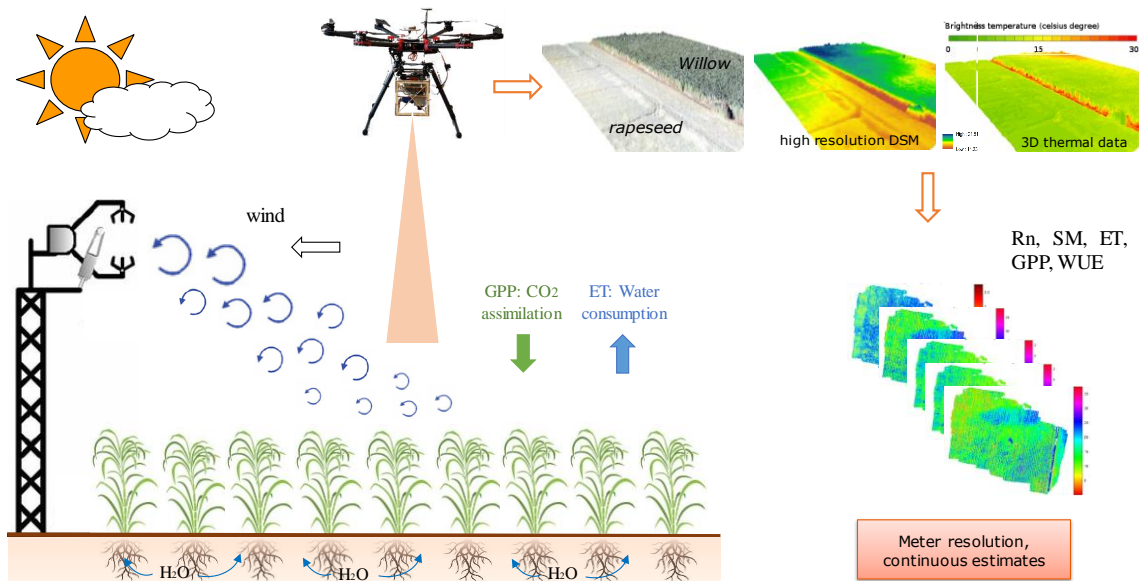 Brightness temperature (celsius degree)
0 15 30
Willow
rapeseed
high resolution DSM
3D thermal data
wind
Rn, SM, ET,
GPP, WUE
GPP: CO2
assimilation
ET: Water
consumption
H2O
H2O
H2O
Meter resolution,
continuous estimates